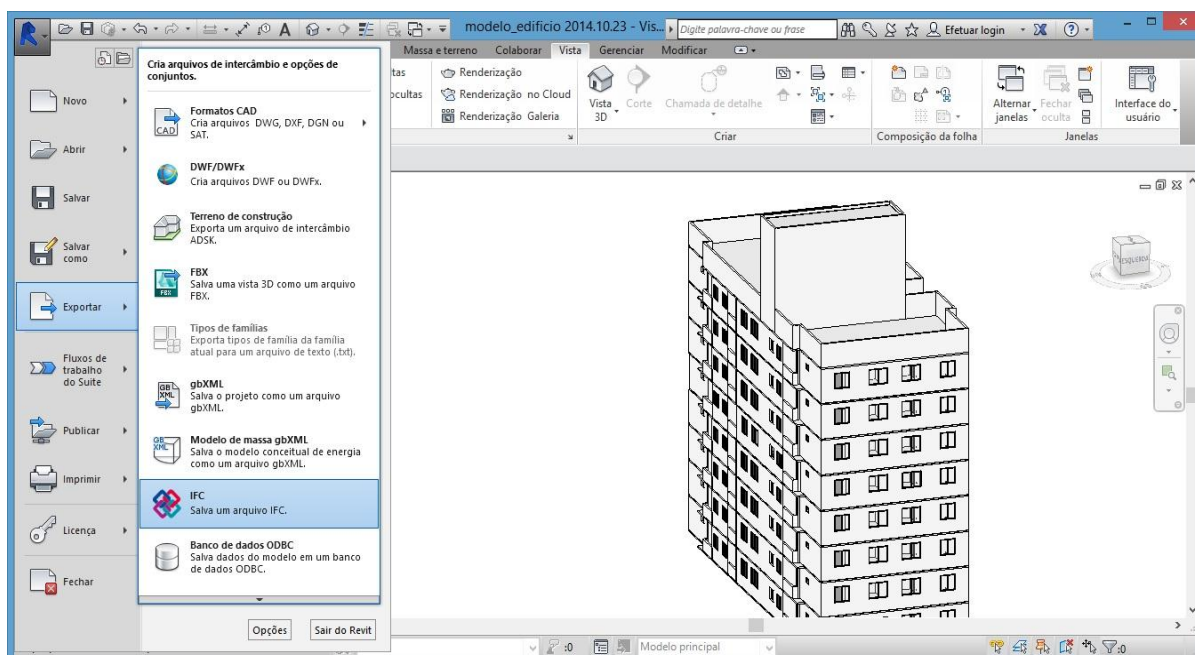 modelo_edificio 2014.10.23 - Vis...
Digite palavra-chave ou frase
Efetuar login
Massa e terreno Colaborar Vista Gerenciar Modificar
Renderização
Renderização no Cloud
Renderização Galeria
ocultas
Vista 3D
Corte
Chamada de detalhe
Criar
Composição da folha
Alternar janelas
Fechar oculta
Janelas
Interface do usuário
Novo
Abrir
Salvar
Salvar como
Exportar
Fluxos de trabalho do Suite
Publicar
Imprimir
Licença
Fechar
Cria arquivos de intercâmbio e opções de
conjuntos.
CAD
Formatos CAD
Cria arquivos DWG, DXF, DGN ou
SAT.
DWF/DWFx
Cria arquivos DWF ou DWFx.
Terreno de construção
Exporta um arquivo de intercâmbio
ADSK.
FBX
FBX
Salva uma vista 3D como um arquivo
FBX.
Tipos de famílias
Exporta tipos de família da família
atual para um arquivo de texto (.txt).
GB
XML
gbXML
Salva o projeto como um arquivo
gbXML.
GB
XML
Modelo de massa gbXML
Salva o modelo conceitual de energia
como um arquivo gbXML.
IFC
Salva um arquivo IFC.
Banco de dados ODBC
Salva dados do modelo em um banco
de dados ODBC.
Opções
Sair do Revit
ESQUERDA
:0
Modelo principal
:0